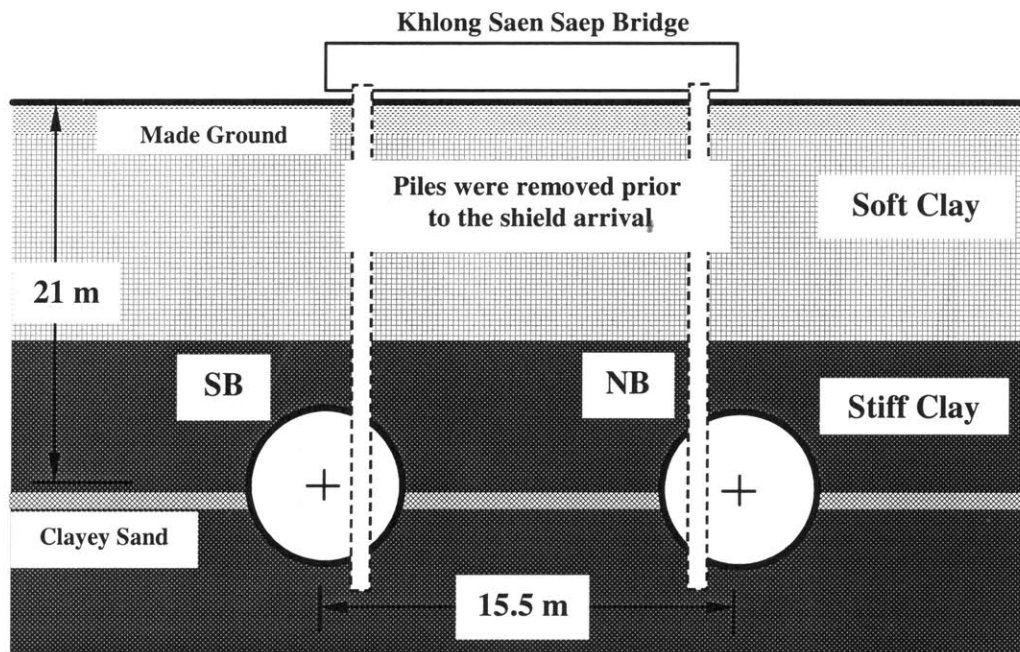 Khlong Saen Saep Bridge
Made Ground
Piles were removed prior
to the shield arrival
Soft Clay
21 m
SB
NB
Stiff Clay
Clayey Sand
15.5 m